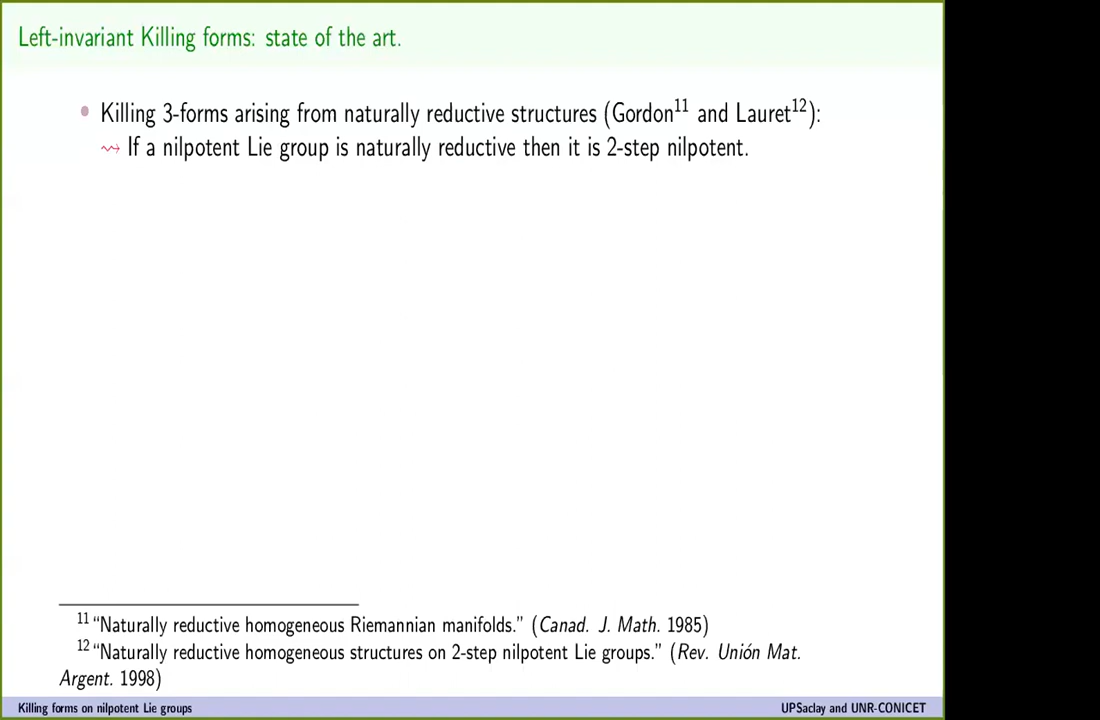 Left-invariant Killing forms: state of the art.
• Killing 3-forms arising from naturally reductive structures (Gordon¹¹ and Lauret¹²):
⇝ If a nilpotent Lie group is naturally reductive then it is 2-step nilpotent.
¹¹“Naturally reductive homogeneous Riemannian manifolds.” (Canad. J. Math. 1985)
¹²“Naturally reductive homogeneous structures on 2-step nilpotent Lie groups.” (Rev. Unión Mat.
Argent. 1998)
Killing forms on nilpotent Lie groups
UPSaclay and UNR-CONICET